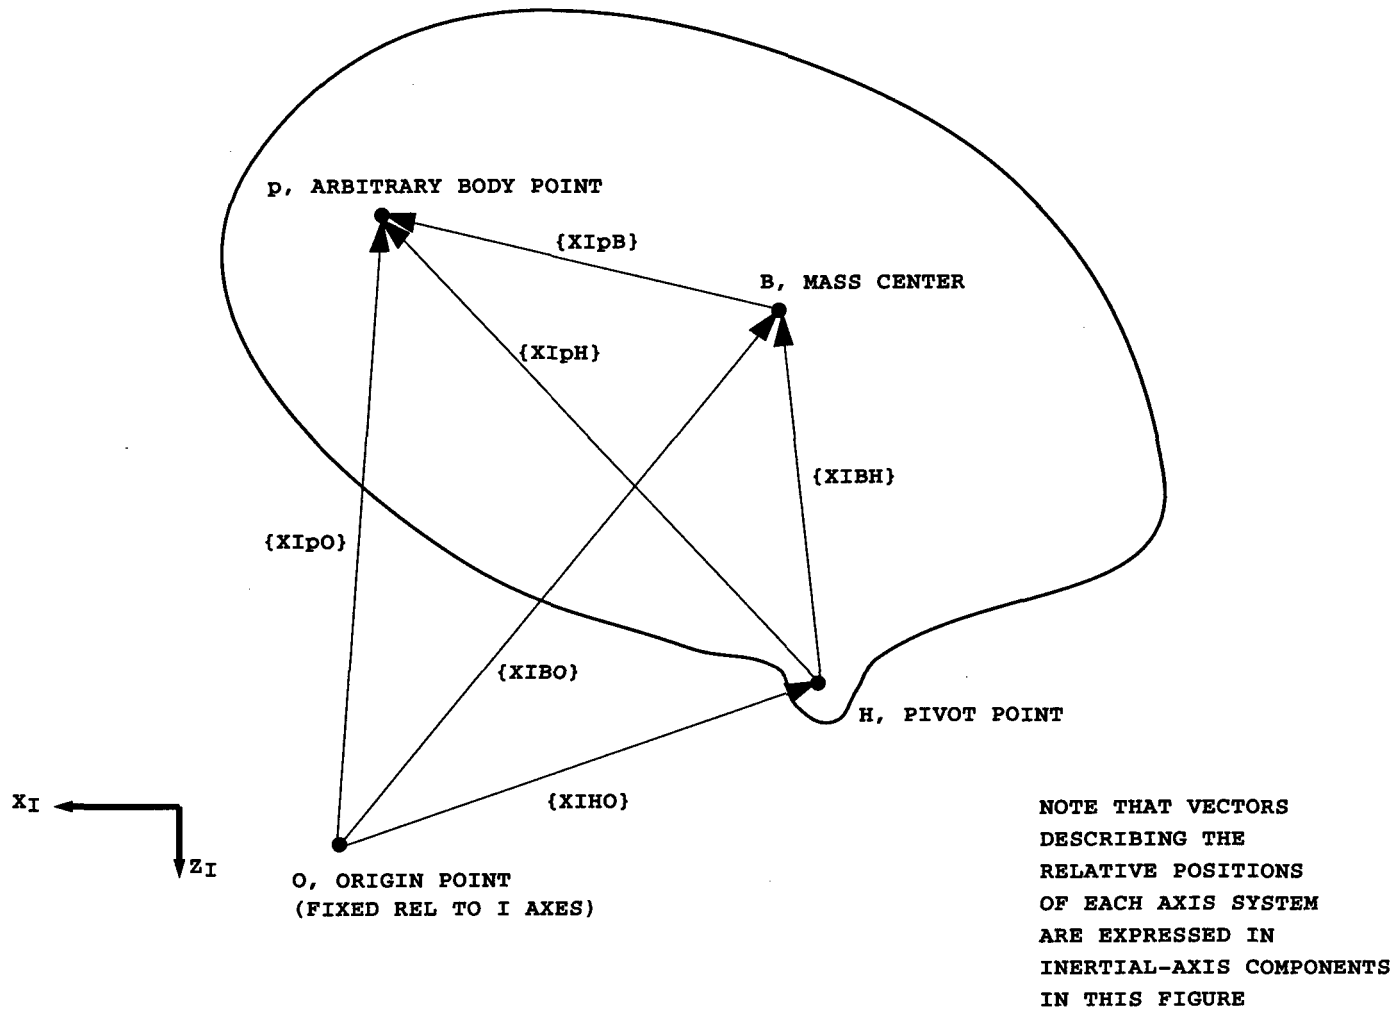 p, ARBITRARY BODY POINT
{XIpB}
B, MASS CENTER
{XIpH}
{XIBH}
{XIpO}
{XIBO}
H, PIVOT POINT
{XIHO}
XI
ZI
O, ORIGIN POINT
(FIXED REL TO I AXES)
NOTE THAT VECTORS
DESCRIBING THE
RELATIVE POSITIONS
OF EACH AXIS SYSTEM
ARE EXPRESSED IN
INERTIAL-AXIS COMPONENTS
IN THIS FIGURE